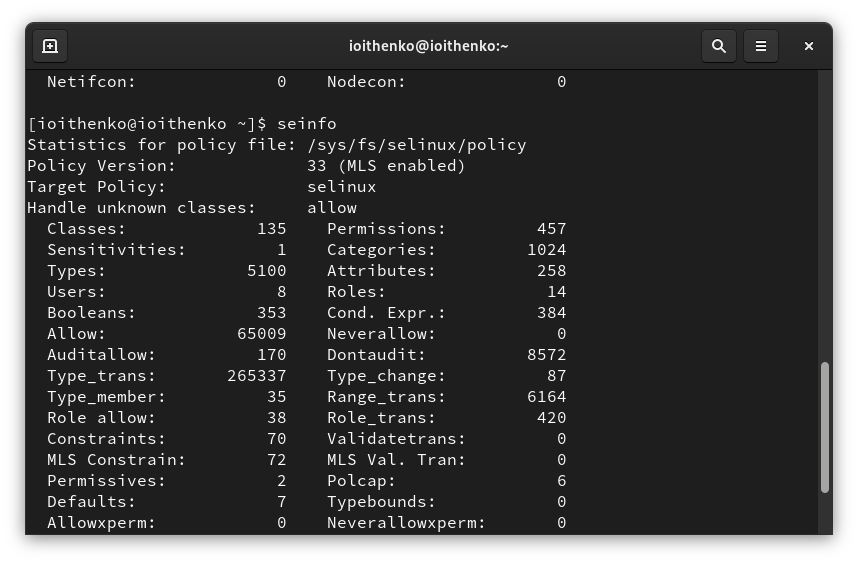 ioithenko@ioithenko:~
Netifcon: 0 Nodecon: 0
[ioithenko@ioithenko ~]$ seinfo
Statistics for policy file: /sys/fs/selinux/policy
Policy Version: 33 (MLS enabled)
Target Policy: selinux
Handle unknown classes: allow
Classes: 135 Permissions: 457
Sensitivities: 1 Categories: 1024
Types: 5100 Attributes: 258
Users: 8 Roles: 14
Booleans: 353 Cond. Expr.: 384
Allow: 65009 Neverallow: 0
Auditallow: 170 Dontaudit: 8572
Type_trans: 265337 Type_change: 87
Type_member: 35 Range_trans: 6164
Role allow: 38 Role_trans: 420
Constraints: 70 Validatetrans: 0
MLS Constrain: 72 MLS Val. Tran: 0
Permissives: 2 Polcap: 6
Defaults: 7 Typebounds: 0
Allowxperm: 0 Neverallowxperm: 0